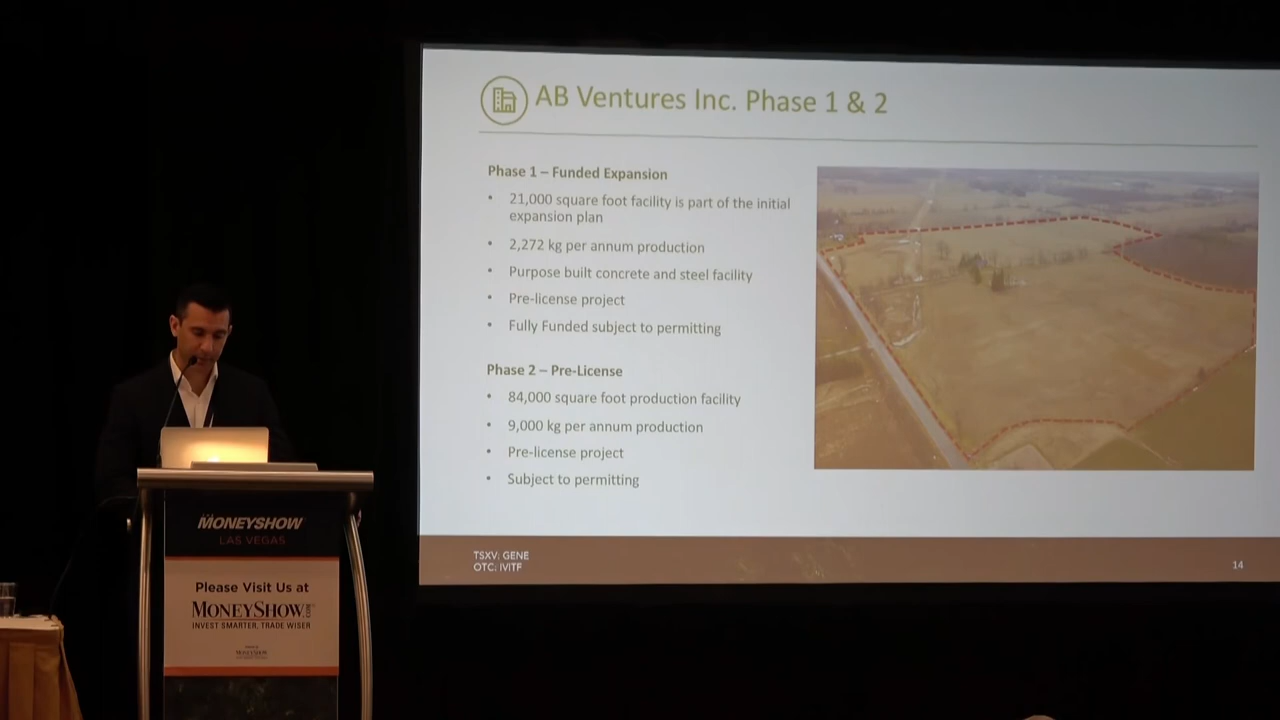 AB Ventures Inc. Phase 1 & 2
Phase 1 – Funded Expansion
• 21,000 square foot facility is part of the initial
expansion plan
• 2,272 kg per annum production
• Purpose built concrete and steel facility
• Pre-license project
• Fully Funded subject to permitting
Phase 2 – Pre-License
• 84,000 square foot production facility
• 9,000 kg per annum production
• Pre-license project
• Subject to permitting
TSXV: GENE
OTC: IVITF
14
MONEYSHOW
LAS VEGAS
Please Visit Us at
MONEYSHOW.COM
INVEST SMARTER, TRADE WISER